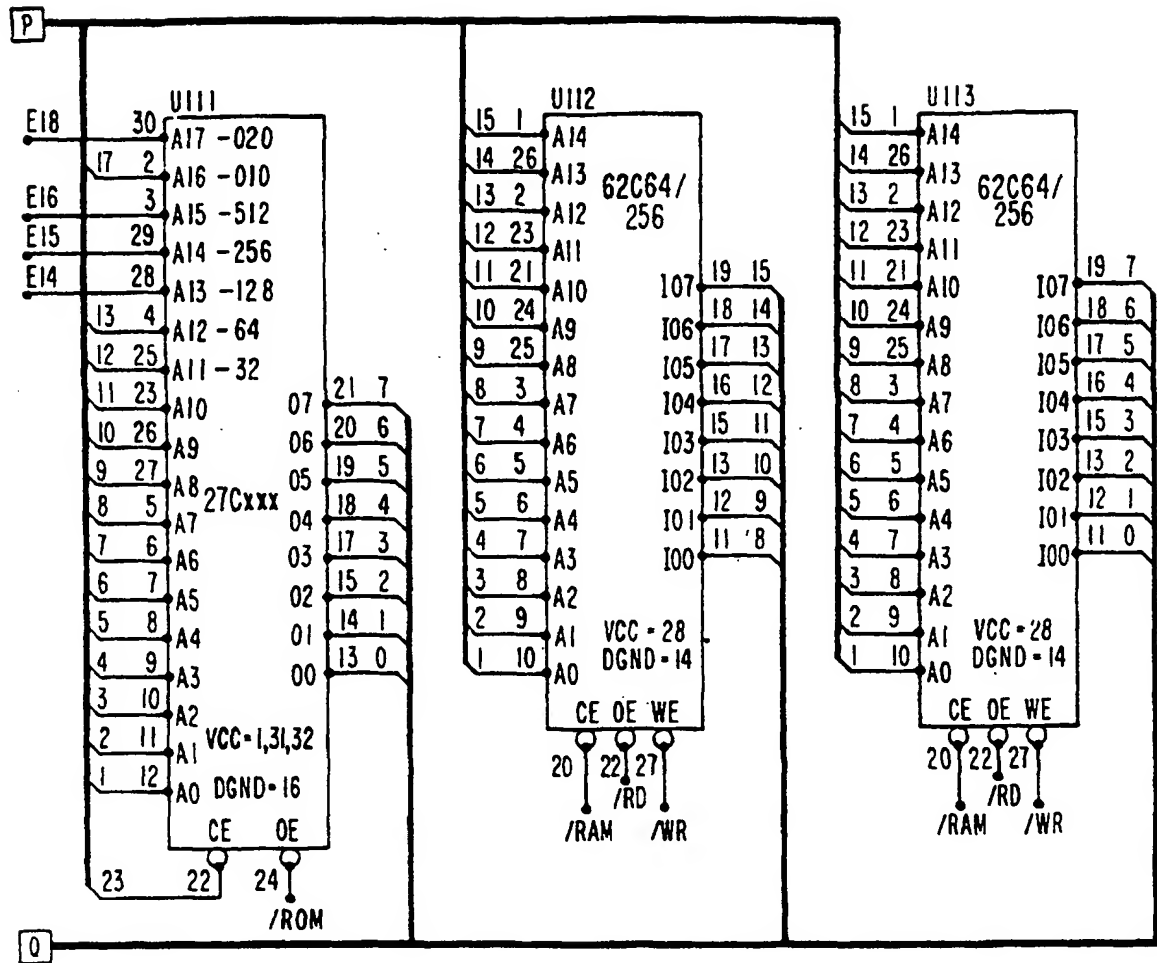 P
U111
E18 30 A17 -020
17 2 A16 -010
E16 3 A15 -512
E15 29 A14 -256
E14 28 A13 -128
13 4 A12 -64
12 25 A11 -32
11 23 A10
10 26 A9
9 27 A8
8 5 A7
7 6 A6
6 7 A5
5 8 A4
4 9 A3
3 10 A2
2 11 A1
1 12 A0
27Cxxx
O7 21 7
O6 20 6
O5 19 5
O4 18 4
O3 17 3
O2 15 2
O1 14 1
O0 13 0
VCC=1,31,32
DGND=16
CE OE
23 22 24
/ROM
U112
15 1 A14
14 26 A13
13 2 A12
12 23 A11
11 21 A10
10 24 A9
9 25 A8
8 3 A7
7 4 A6
6 5 A5
5 6 A4
4 7 A3
3 8 A2
2 9 A1
1 10 A0
62C64/
256
IO7 19 15
IO6 18 14
IO5 17 13
IO4 16 12
IO3 15 11
IO2 13 10
IO1 12 9
IO0 11 8
VCC=28
DGND=14
CE OE WE
20 22 27
/RD
/RAM /WR
U113
15 1 A14
14 26 A13
13 2 A12
12 23 A11
11 21 A10
10 24 A9
9 25 A8
8 3 A7
7 4 A6
6 5 A5
5 6 A4
4 7 A3
3 8 A2
2 9 A1
1 10 A0
62C64/
256
IO7 19 7
IO6 18 6
IO5 17 5
IO4 16 4
IO3 15 3
IO2 13 2
IO1 12 1
IO0 11 0
VCC=28
DGND=14
CE OE WE
20 22 27
/RD
/RAM /WR
Q